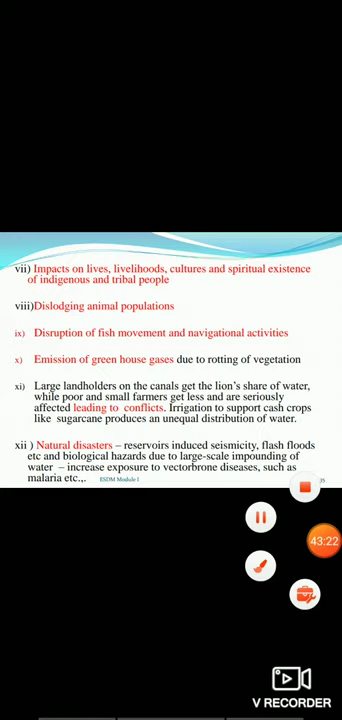 vii) Impacts on lives, livelihoods, cultures and spiritual existence
of indigenous and tribal people
viii)Dislodging animal populations
ix) Disruption of fish movement and navigational activities
x) Emission of green house gases due to rotting of vegetation
xi) Large landholders on the canals get the lion's share of water,
while poor and small farmers get less and are seriously
affected leading to conflicts. Irrigation to support cash crops
like sugarcane produces an unequal distribution of water.
xii ) Natural disasters – reservoirs induced seismicity, flash floods
etc and biological hazards due to large-scale impounding of
water – increase exposure to vectorbrone diseases, such as
malaria etc.,.
ESDM Module I
43:22
V RECORDER